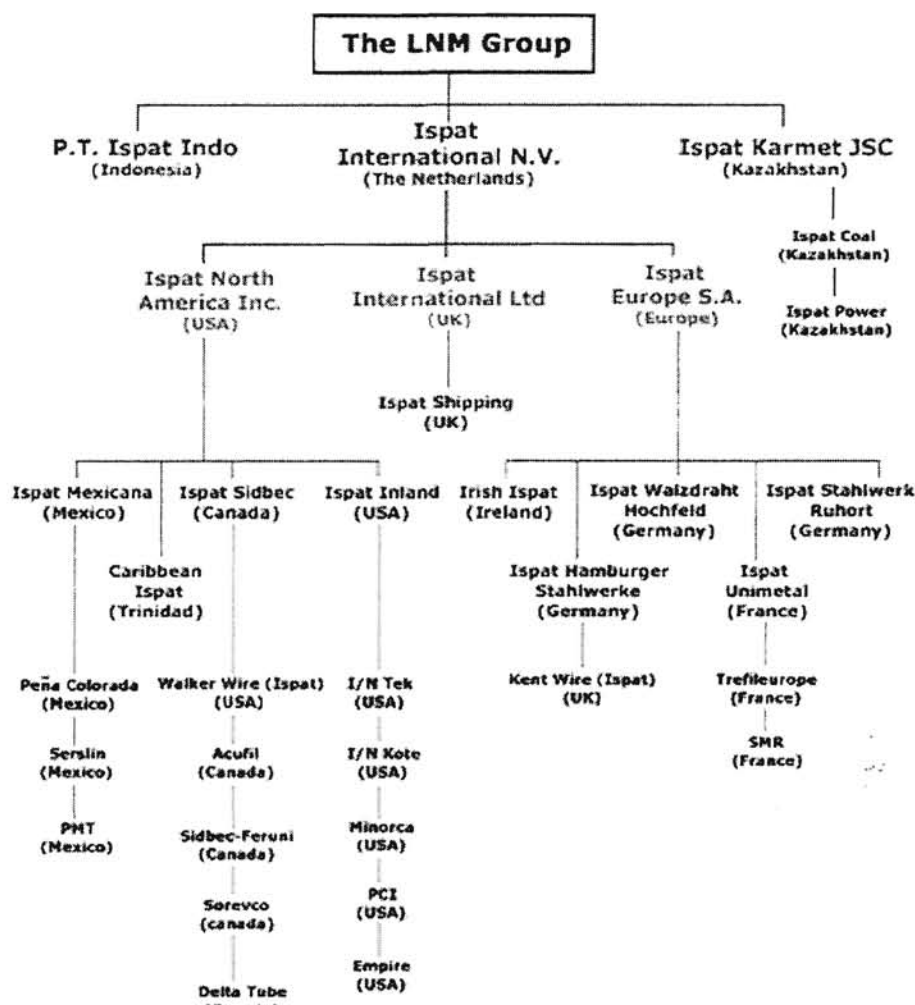 The LNM Group
P.T. Ispat Indo
(Indonesia)
Ispat
International N.V.
(The Netherlands)
Ispat Karmet JSC
(Kazakhstan)
Ispat Coal
(Kazakhstan)
Ispat Power
(Kazakhstan)
Ispat North
America Inc.
(USA)
Ispat
International Ltd
(UK)
Ispat
Europe S.A.
(Europe)
Ispat Shipping
(UK)
Ispat Mexicana
(Mexico)
Caribbean
Ispat
(Trinidad)
Ispat Sidbec
(Canada)
Ispat Inland
(USA)
Irish Ispat
(Ireland)
Ispat Hamburger
Stahlwerke
(Germany)
Ispat Walzdraht
Hochfeld
(Germany)
Ispat
Unimetal
(France)
Ispat Stahlwerk
Ruhort
(Germany)
Peña Colorada
(Mexico)
Serslin
(Mexico)
PMT
(Mexico)
Walker Wire (Ispat)
(USA)
Acufil
(Canada)
Sidbec-Feruni
(Canada)
Sorevco
(canada)
Delta Tube
I/N Tek
(USA)
I/N Kote
(USA)
Minorca
(USA)
PCI
(USA)
Empire
(USA)
Kent Wire (Ispat)
(UK)
Trefileurope
(France)
SMR
(France)